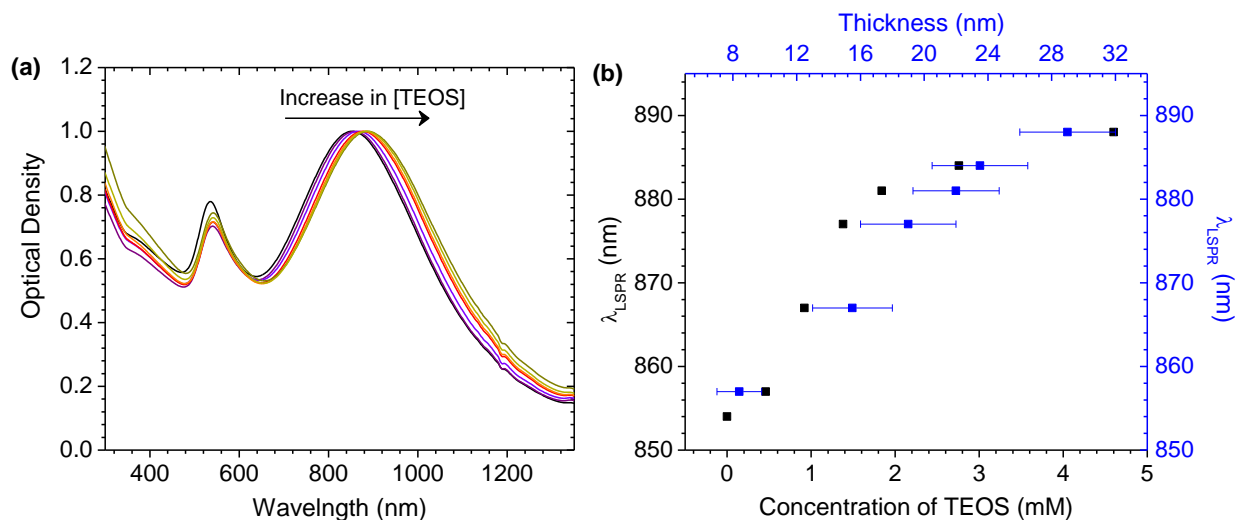 (a)
1.2
1.0
0.8
0.6
0.4
0.2
0.0
Optical Density
Increase in [TEOS]
400 600 800 1000 1200
Wavelngth (nm)
(b)
Thickness (nm)
8 12 16 20 24 28 32
890
880
870
860
850
λLSPR (nm)
890
880
870
860
850
λLSPR (nm)
0 1 2 3 4 5
Concentration of TEOS (mM)